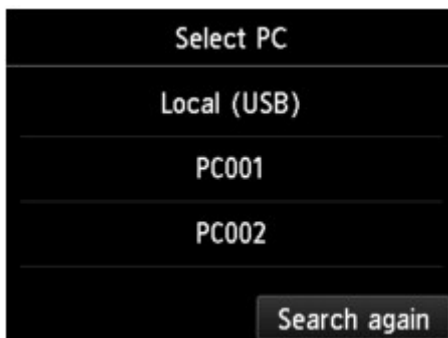 Select PC
Local (USB)
PC001
PC002
Search again